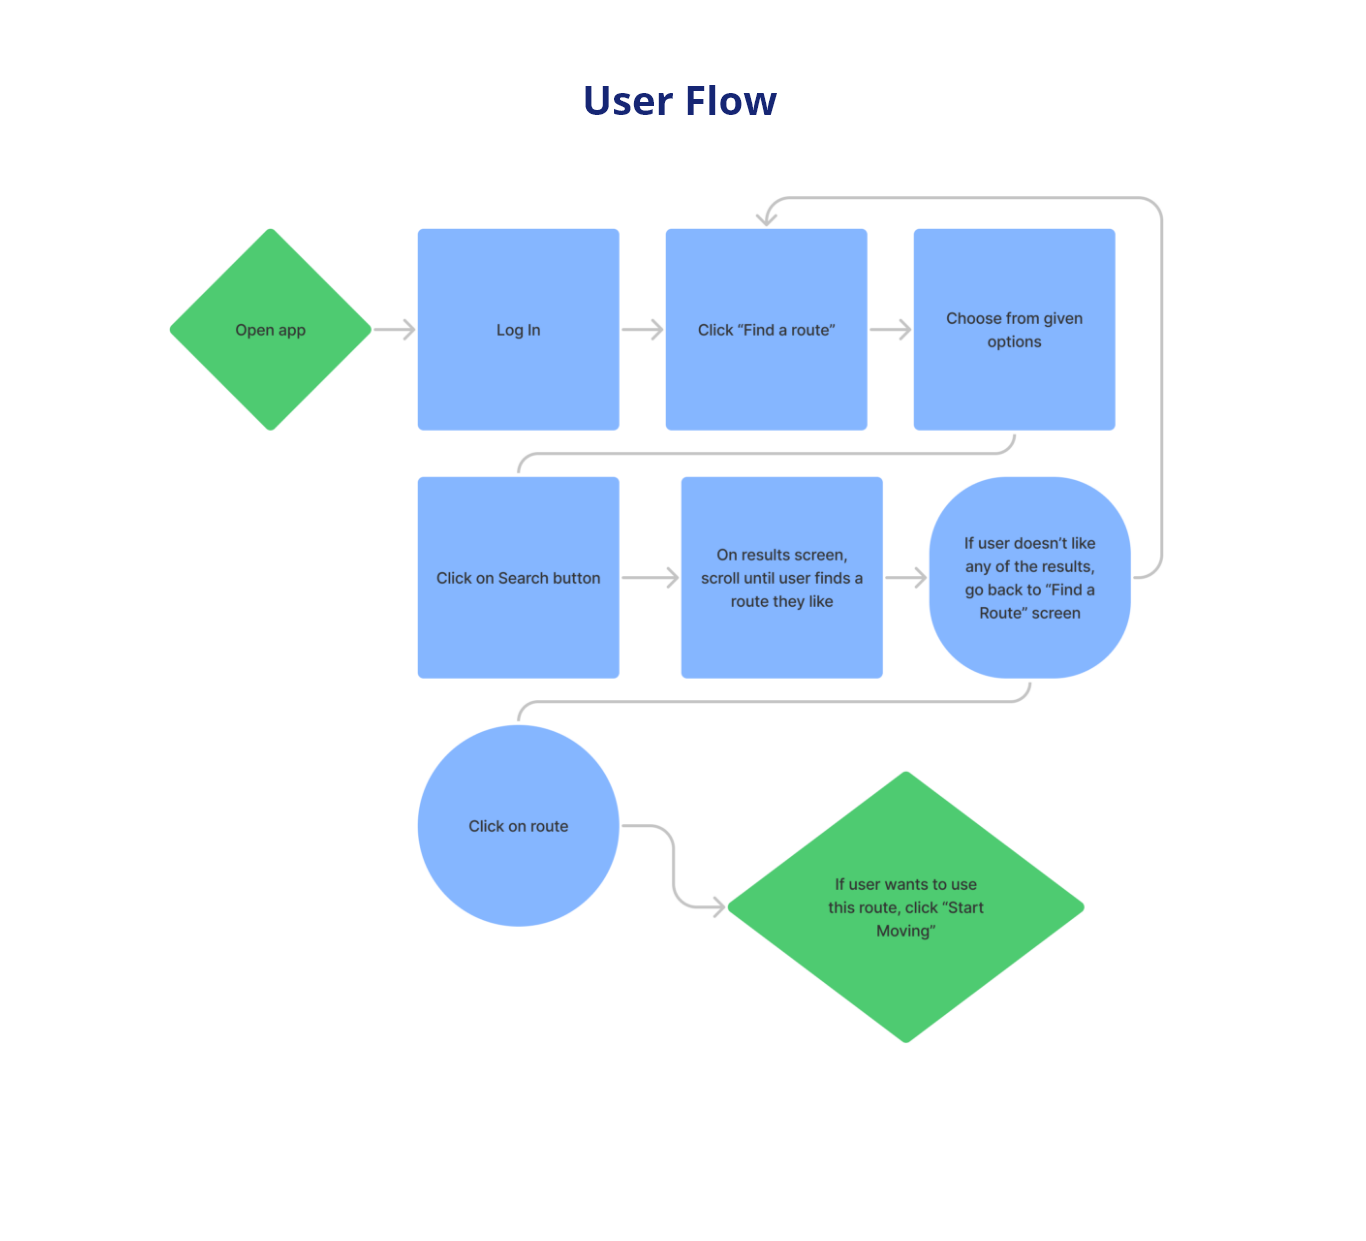 User Flow
Open app
Log In
Click “Find a route”
Choose from given
options
Click on Search button
On results screen,
scroll until user finds a
route they like
If user doesn’t like
any of the results,
go back to “Find a
Route” screen
Click on route
If user wants to use
this route, click “Start
Moving”